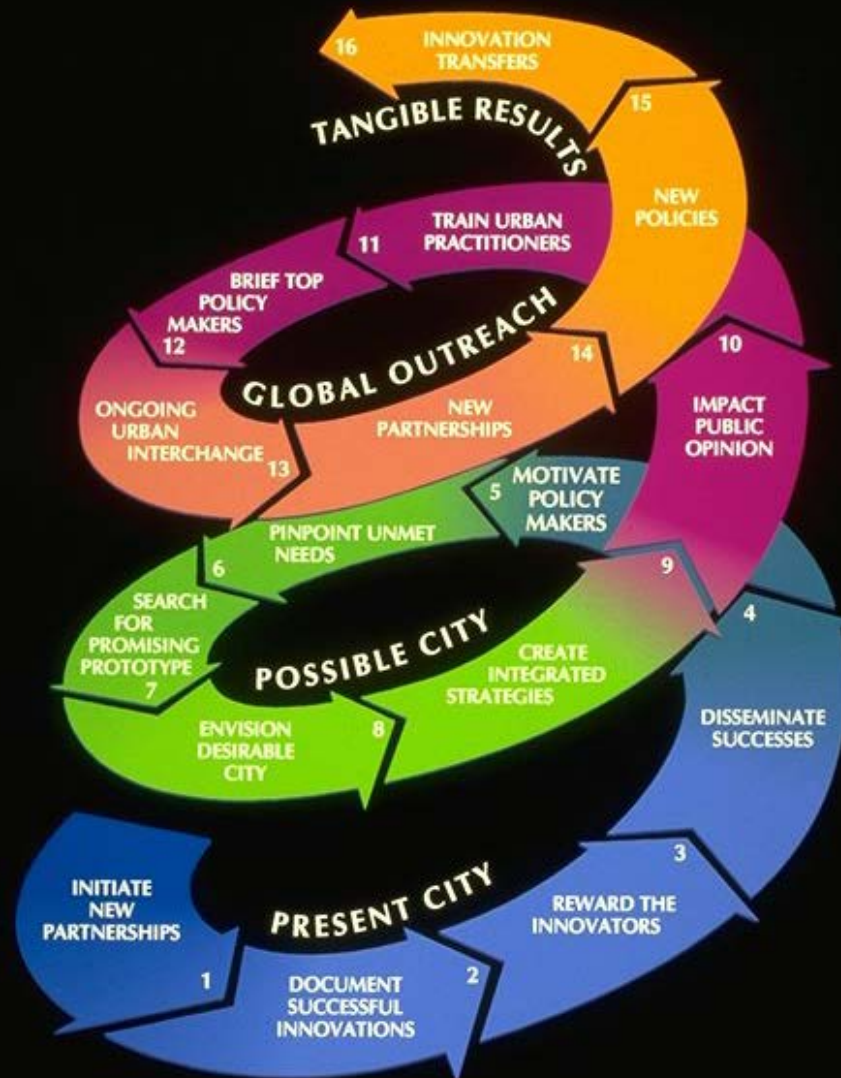 16
INNOVATION
TRANSFERS
TANGIBLE RESULTS
15
NEW
POLICIES
TRAIN URBAN
PRACTITIONERS
11
BRIEF TOP
POLICY
MAKERS
12
GLOBAL OUTREACH
14
10
IMPACT
PUBLIC
OPINION
ONGOING
URBAN
INTERCHANGE
13
NEW
PARTNERSHIPS
5
MOTIVATE
POLICY
MAKERS
PINPOINT UNMET
NEEDS
6
9
SEARCH
FOR
PROMISING
PROTOTYPE
7
POSSIBLE CITY
CREATE
INTEGRATED
STRATEGIES
4
DISSEMINATE
SUCCESSES
ENVISION
DESIRABLE
CITY
8
3
INITIATE
NEW
PARTNERSHIPS
1
PRESENT CITY
REWARD THE
INNOVATORS
2
DOCUMENT
SUCCESSFUL
INNOVATIONS